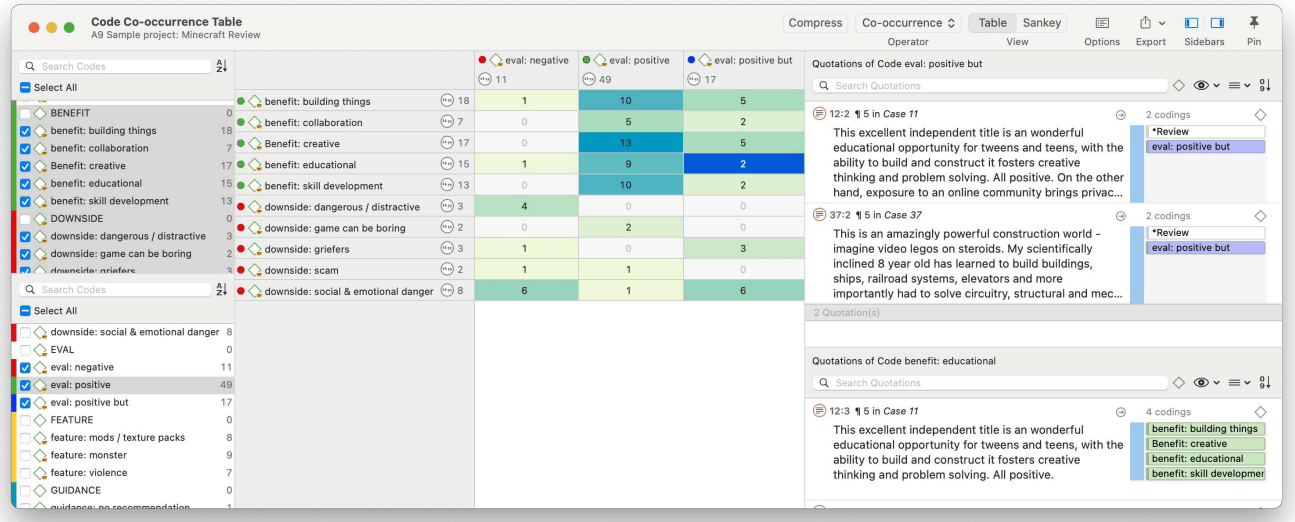 Code Co-occurrence Table
A9 Sample project: Minecraft Review
Compress
Co-occurrence
Table
Sankey
Operator
View
Options
Export
Sidebars
Pin
Search Codes
Select All
BENEFIT 0
benefit: building things 18
benefit: collaboration 7
Benefit: creative 17
benefit: educational 15
benefit: skill development 13
DOWNSIDE 0
downside: dangerous / distractive 3
downside: game can be boring 2
downside: griefers 3
Search Codes
Select All
downside: social & emotional danger 8
EVAL 0
eval: negative 11
eval: positive 49
eval: positive but 17
FEATURE 0
feature: mods / texture packs 8
feature: monster 9
feature: violence 7
GUIDANCE 0
guidance: no recommendation 1
eval: negative eval: positive eval: positive but
11 49 17
benefit: building things 18 1 10 5
benefit: collaboration 7 0 5 2
Benefit: creative 17 0 13 5
benefit: educational 15 1 9 2
benefit: skill development 13 0 10 2
downside: dangerous / distractive 3 4 0 0
downside: game can be boring 2 0 2 0
downside: griefers 3 1 0 3
downside: scam 2 1 1 0
downside: social & emotional danger 8 6 1 6
Quotations of Code eval: positive but
Search Quotations
12:2 ¶ 5 in Case 11
This excellent independent title is an wonderful
educational opportunity for tweens and teens, with the
ability to build and construct it fosters creative
thinking and problem solving. All positive. On the other
hand, exposure to an online community brings privac...
2 codings
*Review
eval: positive but
37:2 ¶ 5 in Case 37
This is an amazingly powerful construction world -
imagine video legos on steroids. My scientifically
inclined 8 year old has learned to build buildings,
ships, railroad systems, elevators and more
importantly had to solve circuitry, structural and mec...
2 codings
*Review
eval: positive but
2 Quotation(s)
Quotations of Code benefit: educational
Search Quotations
12:3 ¶ 5 in Case 11
This excellent independent title is an wonderful
educational opportunity for tweens and teens, with the
ability to build and construct it fosters creative
thinking and problem solving. All positive.
4 codings
benefit: building things
Benefit: creative
benefit: educational
benefit: skill developmer